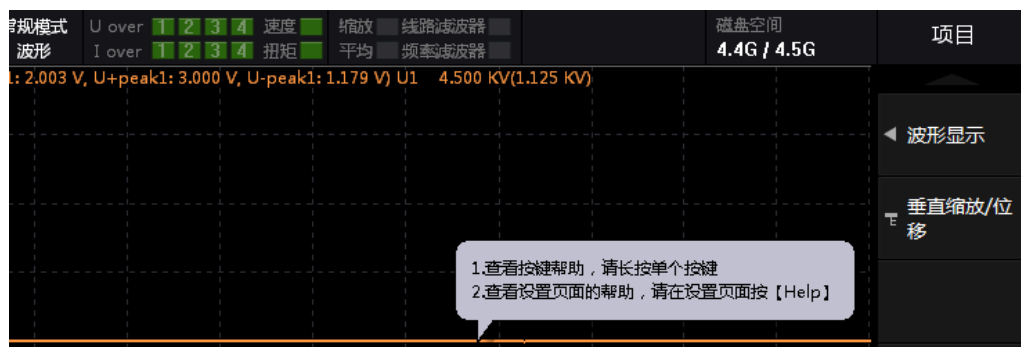 常规模式 U over 1 2 3 4 速度 缩放 线路滤波器 磁盘空间 项目
波形 I over 1 2 3 4 扭矩 平均 频率滤波器 4.4G / 4.5G
1: 2.003 V, U+peak1: 3.000 V, U-peak1: 1.179 V) U1 4.500 KV(1.125 KV)
波形显示
垂直缩放/位
移
1.查看按键帮助，请长按单个按键
2.查看设置页面的帮助，请在设置页面按【Help】